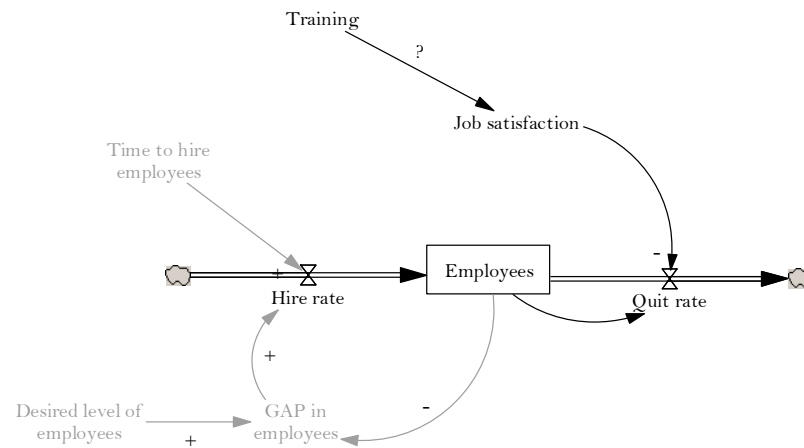 Training
?
Job satisfaction
Time to hire
employees
-
Employees
+
Hire rate
Quit rate
+
-
Desired level of
employees
GAP in
employees
+